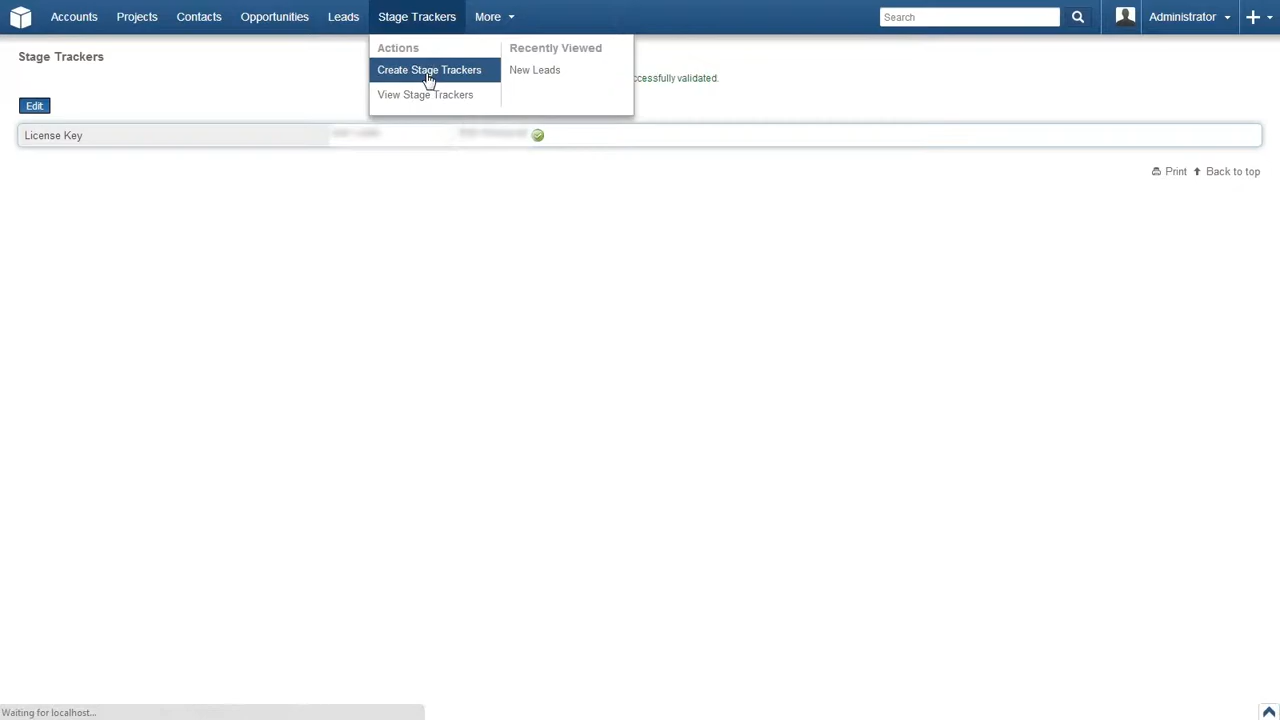 Accounts Projects Contacts Opportunities Leads Stage Trackers More Search Administrator
Actions Recently Viewed
Stage Trackers
Create Stage Trackers New Leads
ccessfully validated.
View Stage Trackers
Edit
License Key
Print Back to top
Waiting for localhost...